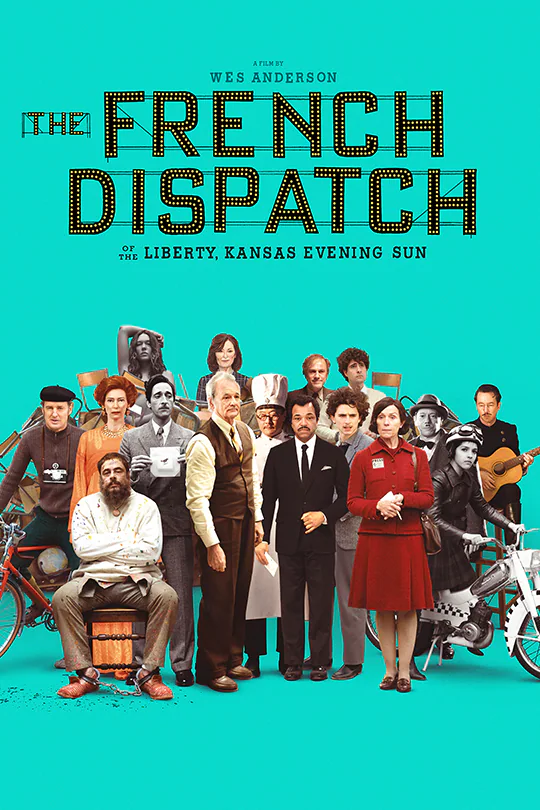 A FILM BY
WES ANDERSON
THE FRENCH
DISPATCH
OF THE LIBERTY, KANSAS EVENING SUN